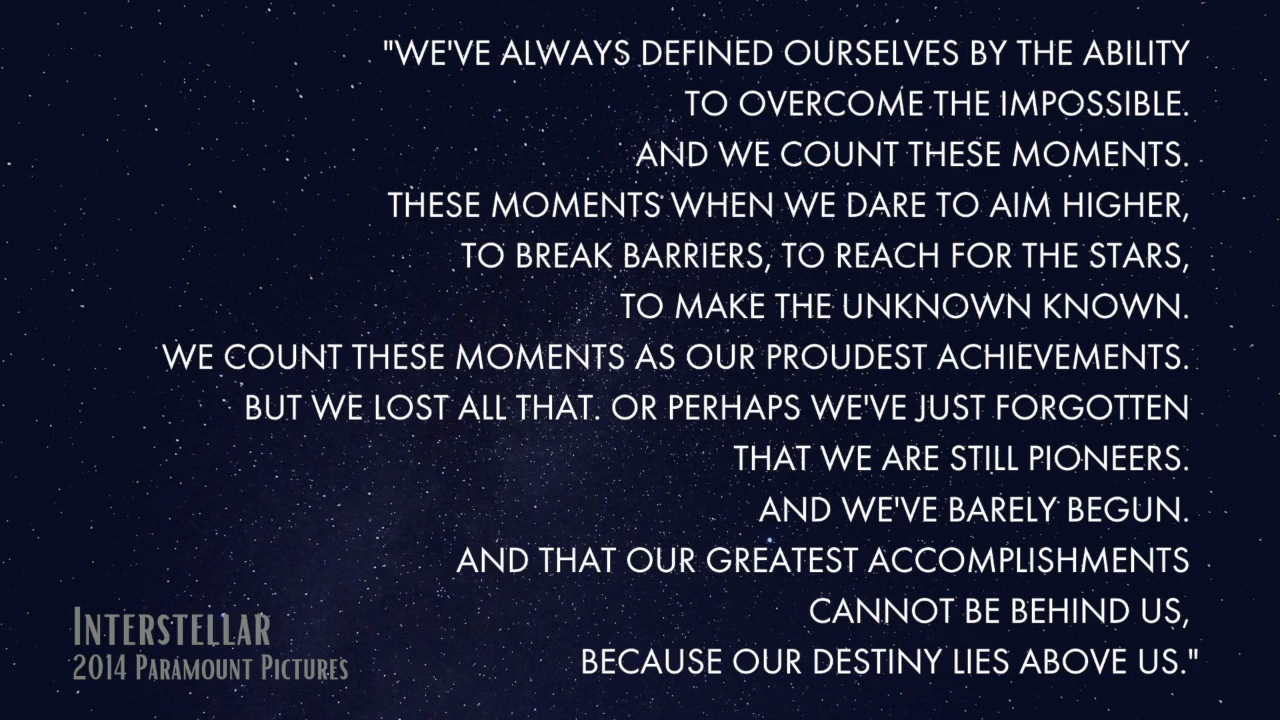 "WE'VE ALWAYS DEFINED OURSELVES BY THE ABILITY
TO OVERCOME THE IMPOSSIBLE.
AND WE COUNT THESE MOMENTS.
THESE MOMENTS WHEN WE DARE TO AIM HIGHER,
TO BREAK BARRIERS, TO REACH FOR THE STARS,
TO MAKE THE UNKNOWN KNOWN.
WE COUNT THESE MOMENTS AS OUR PROUDEST ACHIEVEMENTS.
BUT WE LOST ALL THAT. OR PERHAPS WE'VE JUST FORGOTTEN
THAT WE ARE STILL PIONEERS.
AND WE'VE BARELY BEGUN.
AND THAT OUR GREATEST ACCOMPLISHMENTS
CANNOT BE BEHIND US,
BECAUSE OUR DESTINY LIES ABOVE US."
INTERSTELLAR
2014 PARAMOUNT PICTURES